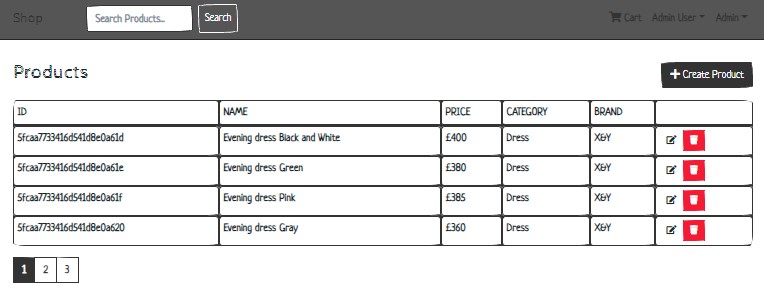 Shop Search Products... Search Cart Admin User Admin
Products
Create Product
ID NAME PRICE CATEGORY BRAND
5fcaa7733416d541d8e0a61d Evening dress Black and White £400 Dress X&Y
5fcaa7733416d541d8e0a61e Evening dress Green £380 Dress X&Y
5fcaa7733416d541d8e0a61f Evening dress Pink £385 Dress X&Y
5fcaa7733416d541d8e0a620 Evening dress Gray £360 Dress X&Y
1 2 3